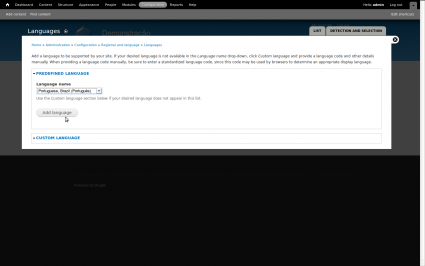 Dashboard Content Structure Appearance People Modules Configuration Reports Help
Hello admin Log out
Add content Find content
Edit shortcuts
Languages
LIST DETECTION AND SELECTION
Home » Administration » Configuration » Regional and language » Languages
Add a language to be supported by your site. If your desired language is not available in the Language name drop-down, click Custom language and provide a language code and other details
manually. When providing a language code manually, be sure to enter a standardized language code, since this code may be used by browsers to determine an appropriate display language.
PREDEFINED LANGUAGE
Language name
Portuguese, Brazil (Português)
Use the Custom language section below if your desired language does not appear in this list.
Add language
CUSTOM LANGUAGE